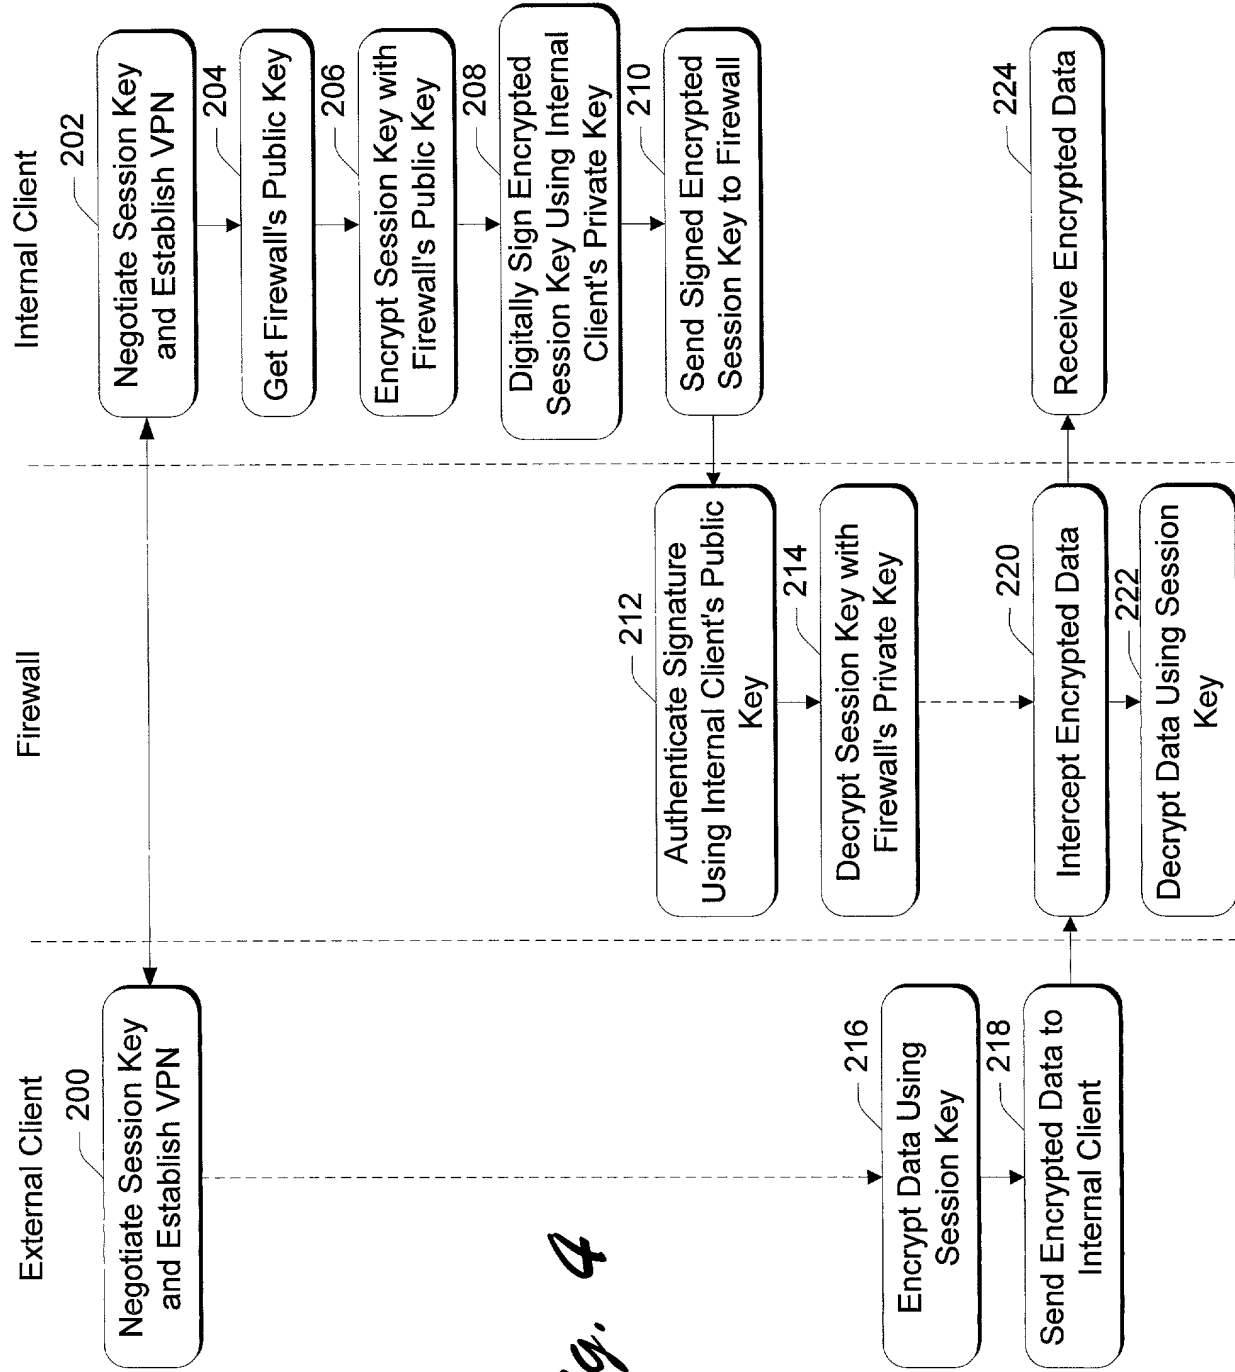 External Client
200
Negotiate Session Key
and Establish VPN
216
Encrypt Data Using
Session Key
218
Send Encrypted Data to
Internal Client
Firewall
212
Authenticate Signature
Using Internal Client's Public
Key
214
Decrypt Session Key with
Firewall's Private Key
220
Intercept Encrypted Data
222
Decrypt Data Using Session
Key
Internal Client
202
Negotiate Session Key
and Establish VPN
204
Get Firewall's Public Key
206
Encrypt Session Key with
Firewall's Public Key
208
Digitally Sign Encrypted
Session Key Using Internal
Client's Private Key
210
Send Signed Encrypted
Session Key to Firewall
224
Receive Encrypted Data
4